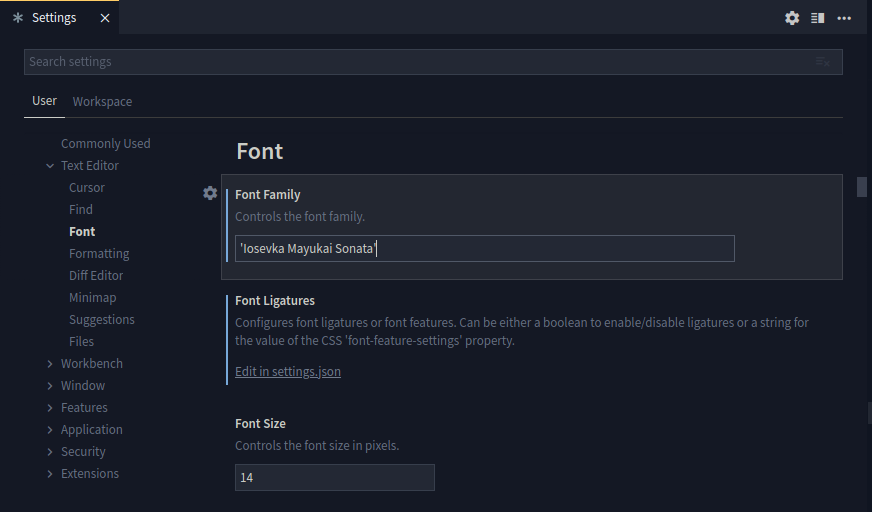 Settings
Search settings
User Workspace
Commonly Used
Text Editor
Cursor
Find
Font
Formatting
Diff Editor
Minimap
Suggestions
Files
Workbench
Window
Features
Application
Security
Extensions
Font
Font Family
Controls the font family.
'Iosevka Mayukai Sonata'
Font Ligatures
Configures font ligatures or font features. Can be either a boolean to enable/disable ligatures or a string for
the value of the CSS 'font-feature-settings' property.
Edit in settings.json
Font Size
Controls the font size in pixels.
14